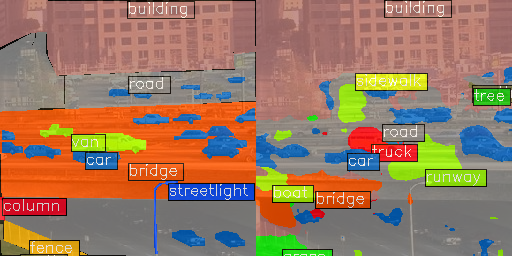 building
road
van
car
bridge
streetlight
column
fence
building
sidewalk
tree
road
truck
car
runway
boat
bridge